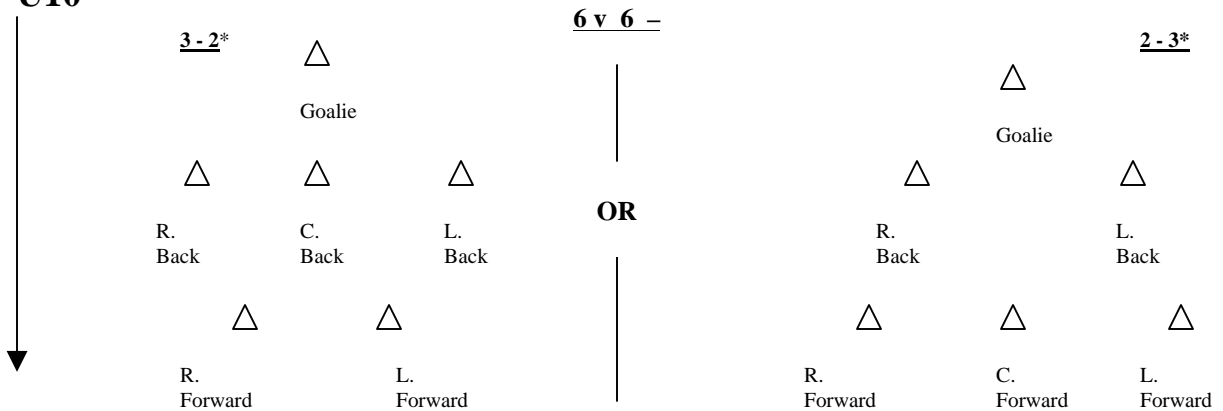 U10
6 v 6 –
3 - 2*
Goalie
R. Back
C. Back
L. Back
R. Forward
L. Forward
OR
2 - 3*
Goalie
R. Back
L. Back
R. Forward
C. Forward
L. Forward